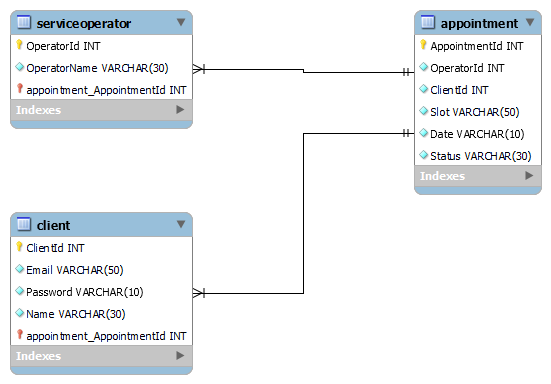 serviceoperator
OperatorId INT
OperatorName VARCHAR(30)
appointment_AppointmentId INT
Indexes
appointment
AppointmentId INT
OperatorId INT
ClientId INT
Slot VARCHAR(50)
Date VARCHAR(10)
Status VARCHAR(30)
Indexes
client
ClientId INT
Email VARCHAR(50)
Password VARCHAR(10)
Name VARCHAR(30)
appointment_AppointmentId INT
Indexes